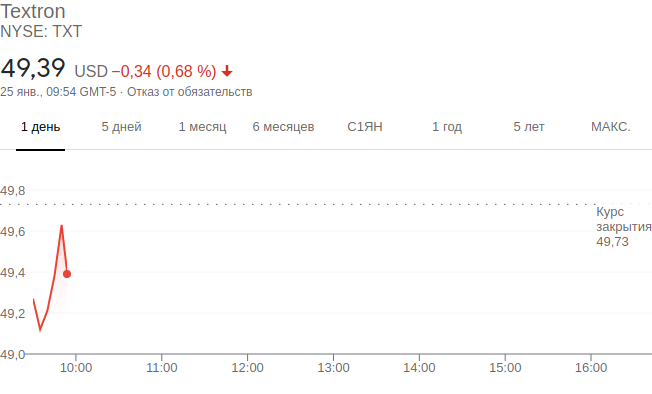 Textron
NYSE: TXT
49,39 USD −0,34 (0,68 %)
25 янв., 09:54 GMT-5 · Отказ от обязательств
1 день 5 дней 1 месяц 6 месяцев С1ЯН 1 год 5 лет МАКС.
49,8
Курс
49,6
закрытия
49,73
49,4
49,2
49,0
10:00 11:00 12:00 13:00 14:00 15:00 16:00